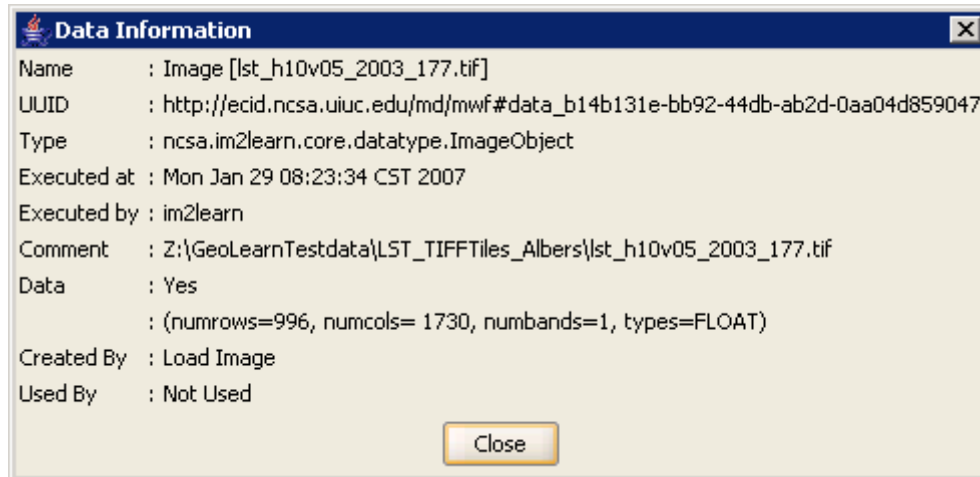 Data Information
Name : Image [lst_h10v05_2003_177.tif]
UUID : http://ecid.ncsa.uiuc.edu/md/mwf#data_b14b131e-bb92-44db-ab2d-0aa04d859047
Type : ncsa.im2learn.core.datatype.ImageObject
Executed at : Mon Jan 29 08:23:34 CST 2007
Executed by : im2learn
Comment : Z:\GeoLearnTestdata\LST_TIFFTiles_Albers\lst_h10v05_2003_177.tif
Data : Yes
: (numrows=996, numcols= 1730, numbands=1, types=FLOAT)
Created By : Load Image
Used By : Not Used
Close